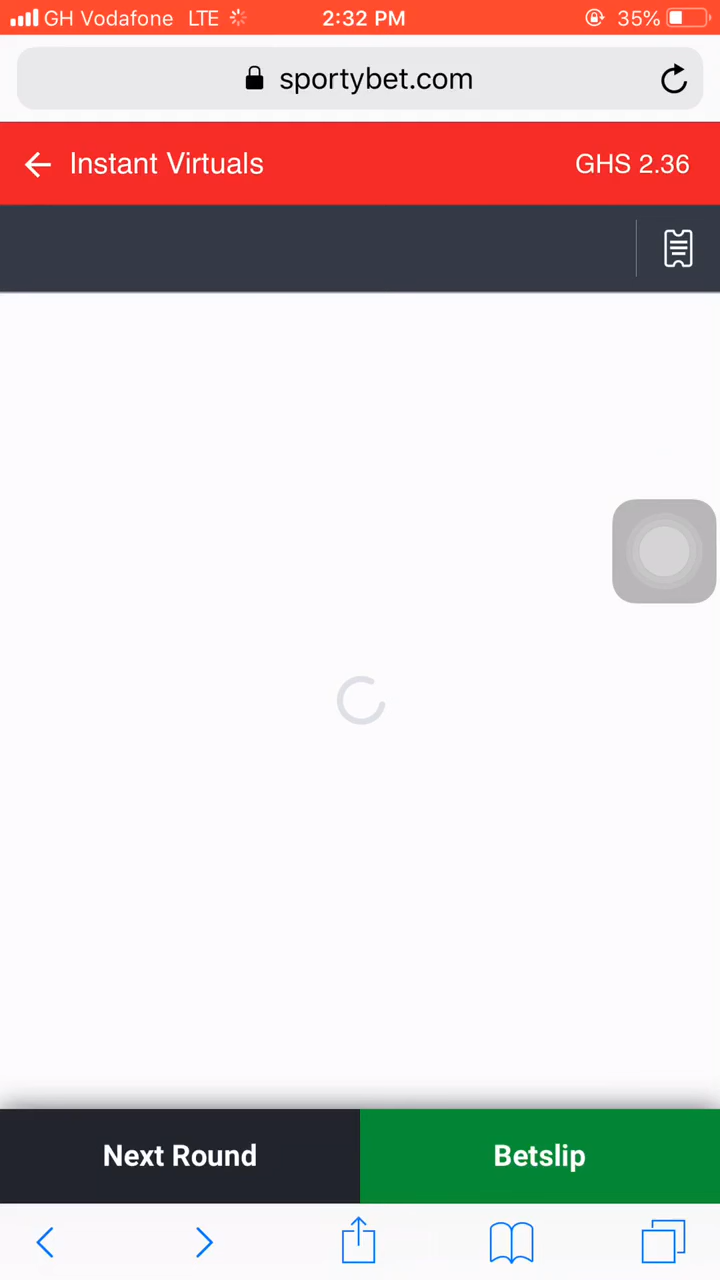 GH Vodafone LTE 2:32 PM 35%
sportybet.com
Instant Virtuals GHS 2.36
Next Round Betslip